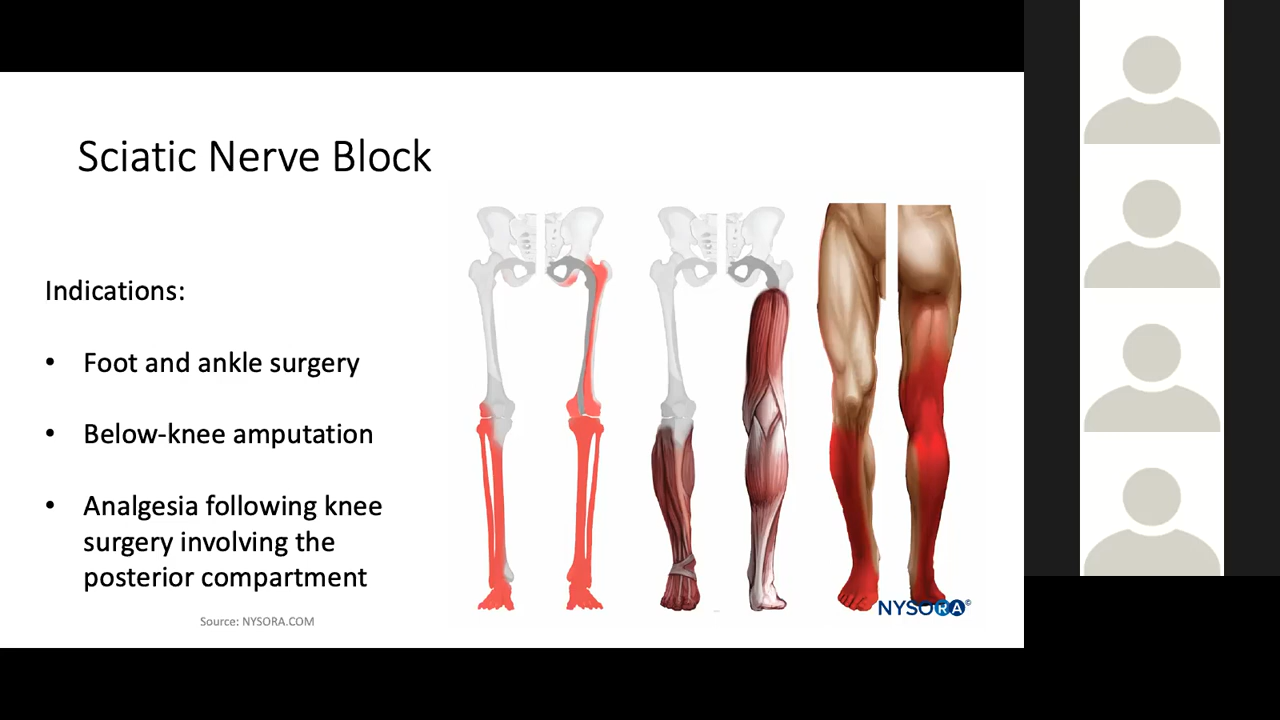 Sciatic Nerve Block
Indications:
• Foot and ankle surgery
• Below-knee amputation
• Analgesia following knee
surgery involving the
posterior compartment
Source: NYSORA.COM
NYSORA©